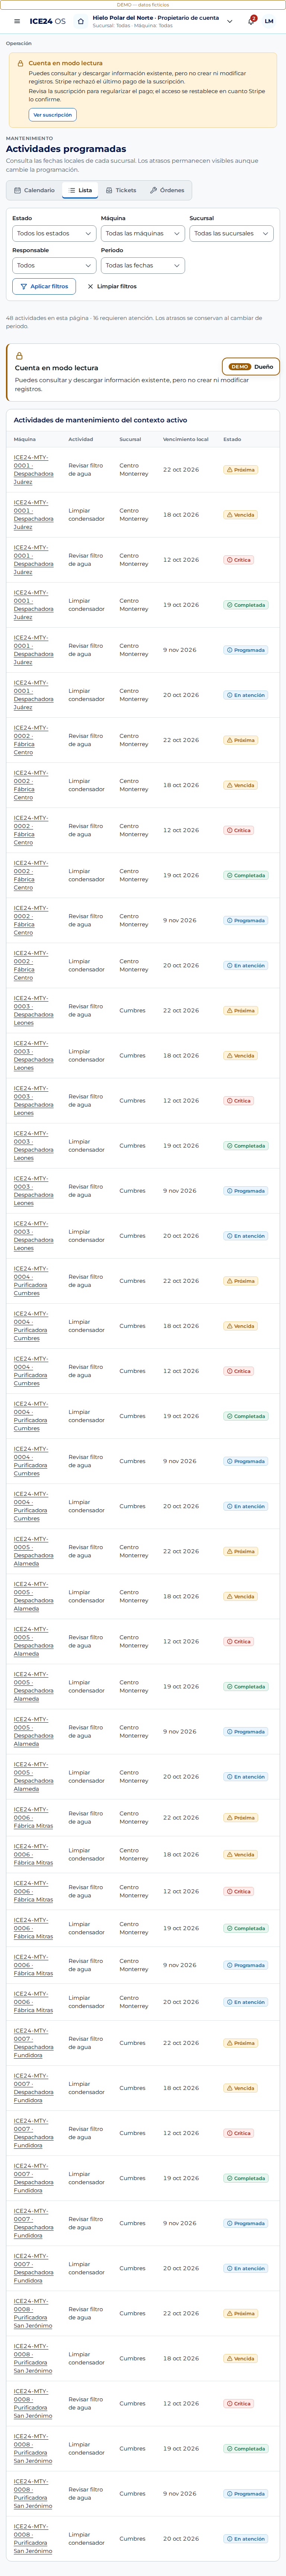 DEMO — datos ficticios
ICE24 OS
Hielo Polar del Norte · Propietario de cuenta
Sucursal: Todas · Máquina: Todas
2
LM
Operación
Cuenta en modo lectura
Puedes consultar y descargar información existente, pero no crear ni modificar
registros. Stripe rechazó el último pago de la suscripción.
Revisa la suscripción para regularizar el pago; el acceso se restablece en cuanto Stripe
lo confirme.
Ver suscripción
MANTENIMIENTO
Actividades programadas
Consulta las fechas locales de cada sucursal. Los atrasos permanecen visibles aunque
cambie la programación.
Calendario
Lista
Tickets
Órdenes
Estado
Máquina
Sucursal
Todos los estados
Todas las máquinas
Todas las sucursales
Responsable
Periodo
Todos
Todas las fechas
Aplicar filtros
Limpiar filtros
48 actividades en esta página · 16 requieren atención. Los atrasos se conservan al cambiar de
periodo.
Cuenta en modo lectura
Puedes consultar y descargar información existente, pero no crear ni modificar
registros.
DEMO Dueño
Actividades de mantenimiento del contexto activo
Máquina Actividad Sucursal Vencimiento local Estado
ICE24-MTY-0001 · Despachadora Juárez Revisar filtro de agua Centro Monterrey 22 oct 2026 Próxima
ICE24-MTY-0001 · Despachadora Juárez Limpiar condensador Centro Monterrey 18 oct 2026 Vencida
ICE24-MTY-0001 · Despachadora Juárez Revisar filtro de agua Centro Monterrey 12 oct 2026 Crítica
ICE24-MTY-0001 · Despachadora Juárez Limpiar condensador Centro Monterrey 19 oct 2026 Completada
ICE24-MTY-0001 · Despachadora Juárez Revisar filtro de agua Centro Monterrey 9 nov 2026 Programada
ICE24-MTY-0001 · Despachadora Juárez Limpiar condensador Centro Monterrey 20 oct 2026 En atención
ICE24-MTY-0002 · Fábrica Centro Revisar filtro de agua Centro Monterrey 22 oct 2026 Próxima
ICE24-MTY-0002 · Fábrica Centro Limpiar condensador Centro Monterrey 18 oct 2026 Vencida
ICE24-MTY-0002 · Fábrica Centro Revisar filtro de agua Centro Monterrey 12 oct 2026 Crítica
ICE24-MTY-0002 · Fábrica Centro Limpiar condensador Centro Monterrey 19 oct 2026 Completada
ICE24-MTY-0002 · Fábrica Centro Revisar filtro de agua Centro Monterrey 9 nov 2026 Programada
ICE24-MTY-0002 · Fábrica Centro Limpiar condensador Centro Monterrey 20 oct 2026 En atención
ICE24-MTY-0003 · Despachadora Leones Revisar filtro de agua Cumbres 22 oct 2026 Próxima
ICE24-MTY-0003 · Despachadora Leones Limpiar condensador Cumbres 18 oct 2026 Vencida
ICE24-MTY-0003 · Despachadora Leones Revisar filtro de agua Cumbres 12 oct 2026 Crítica
ICE24-MTY-0003 · Despachadora Leones Limpiar condensador Cumbres 19 oct 2026 Completada
ICE24-MTY-0003 · Despachadora Leones Revisar filtro de agua Cumbres 9 nov 2026 Programada
ICE24-MTY-0003 · Despachadora Leones Limpiar condensador Cumbres 20 oct 2026 En atención
ICE24-MTY-0004 · Purificadora Cumbres Revisar filtro de agua Cumbres 22 oct 2026 Próxima
ICE24-MTY-0004 · Purificadora Cumbres Limpiar condensador Cumbres 18 oct 2026 Vencida
ICE24-MTY-0004 · Purificadora Cumbres Revisar filtro de agua Cumbres 12 oct 2026 Crítica
ICE24-MTY-0004 · Purificadora Cumbres Limpiar condensador Cumbres 19 oct 2026 Completada
ICE24-MTY-0004 · Purificadora Cumbres Revisar filtro de agua Cumbres 9 nov 2026 Programada
ICE24-MTY-0004 · Purificadora Cumbres Limpiar condensador Cumbres 20 oct 2026 En atención
ICE24-MTY-0005 · Despachadora Alameda Revisar filtro de agua Centro Monterrey 22 oct 2026 Próxima
ICE24-MTY-0005 · Despachadora Alameda Limpiar condensador Centro Monterrey 18 oct 2026 Vencida
ICE24-MTY-0005 · Despachadora Alameda Revisar filtro de agua Centro Monterrey 12 oct 2026 Crítica
ICE24-MTY-0005 · Despachadora Alameda Limpiar condensador Centro Monterrey 19 oct 2026 Completada
ICE24-MTY-0005 · Despachadora Alameda Revisar filtro de agua Centro Monterrey 9 nov 2026 Programada
ICE24-MTY-0005 · Despachadora Alameda Limpiar condensador Centro Monterrey 20 oct 2026 En atención
ICE24-MTY-0006 · Fábrica Mitras Revisar filtro de agua Centro Monterrey 22 oct 2026 Próxima
ICE24-MTY-0006 · Fábrica Mitras Limpiar condensador Centro Monterrey 18 oct 2026 Vencida
ICE24-MTY-0006 · Fábrica Mitras Revisar filtro de agua Centro Monterrey 12 oct 2026 Crítica
ICE24-MTY-0006 · Fábrica Mitras Limpiar condensador Centro Monterrey 19 oct 2026 Completada
ICE24-MTY-0006 · Fábrica Mitras Revisar filtro de agua Centro Monterrey 9 nov 2026 Programada
ICE24-MTY-0006 · Fábrica Mitras Limpiar condensador Centro Monterrey 20 oct 2026 En atención
ICE24-MTY-0007 · Despachadora Fundidora Revisar filtro de agua Cumbres 22 oct 2026 Próxima
ICE24-MTY-0007 · Despachadora Fundidora Limpiar condensador Cumbres 18 oct 2026 Vencida
ICE24-MTY-0007 · Despachadora Fundidora Revisar filtro de agua Cumbres 12 oct 2026 Crítica
ICE24-MTY-0007 · Despachadora Fundidora Limpiar condensador Cumbres 19 oct 2026 Completada
ICE24-MTY-0007 · Despachadora Fundidora Revisar filtro de agua Cumbres 9 nov 2026 Programada
ICE24-MTY-0007 · Despachadora Fundidora Limpiar condensador Cumbres 20 oct 2026 En atención
ICE24-MTY-0008 · Purificadora San Jerónimo Revisar filtro de agua Cumbres 22 oct 2026 Próxima
ICE24-MTY-0008 · Purificadora San Jerónimo Limpiar condensador Cumbres 18 oct 2026 Vencida
ICE24-MTY-0008 · Purificadora San Jerónimo Revisar filtro de agua Cumbres 12 oct 2026 Crítica
ICE24-MTY-0008 · Purificadora San Jerónimo Limpiar condensador Cumbres 19 oct 2026 Completada
ICE24-MTY-0008 · Purificadora San Jerónimo Revisar filtro de agua Cumbres 9 nov 2026 Programada
ICE24-MTY-0008 · Purificadora San Jerónimo Limpiar condensador Cumbres 20 oct 2026 En atención